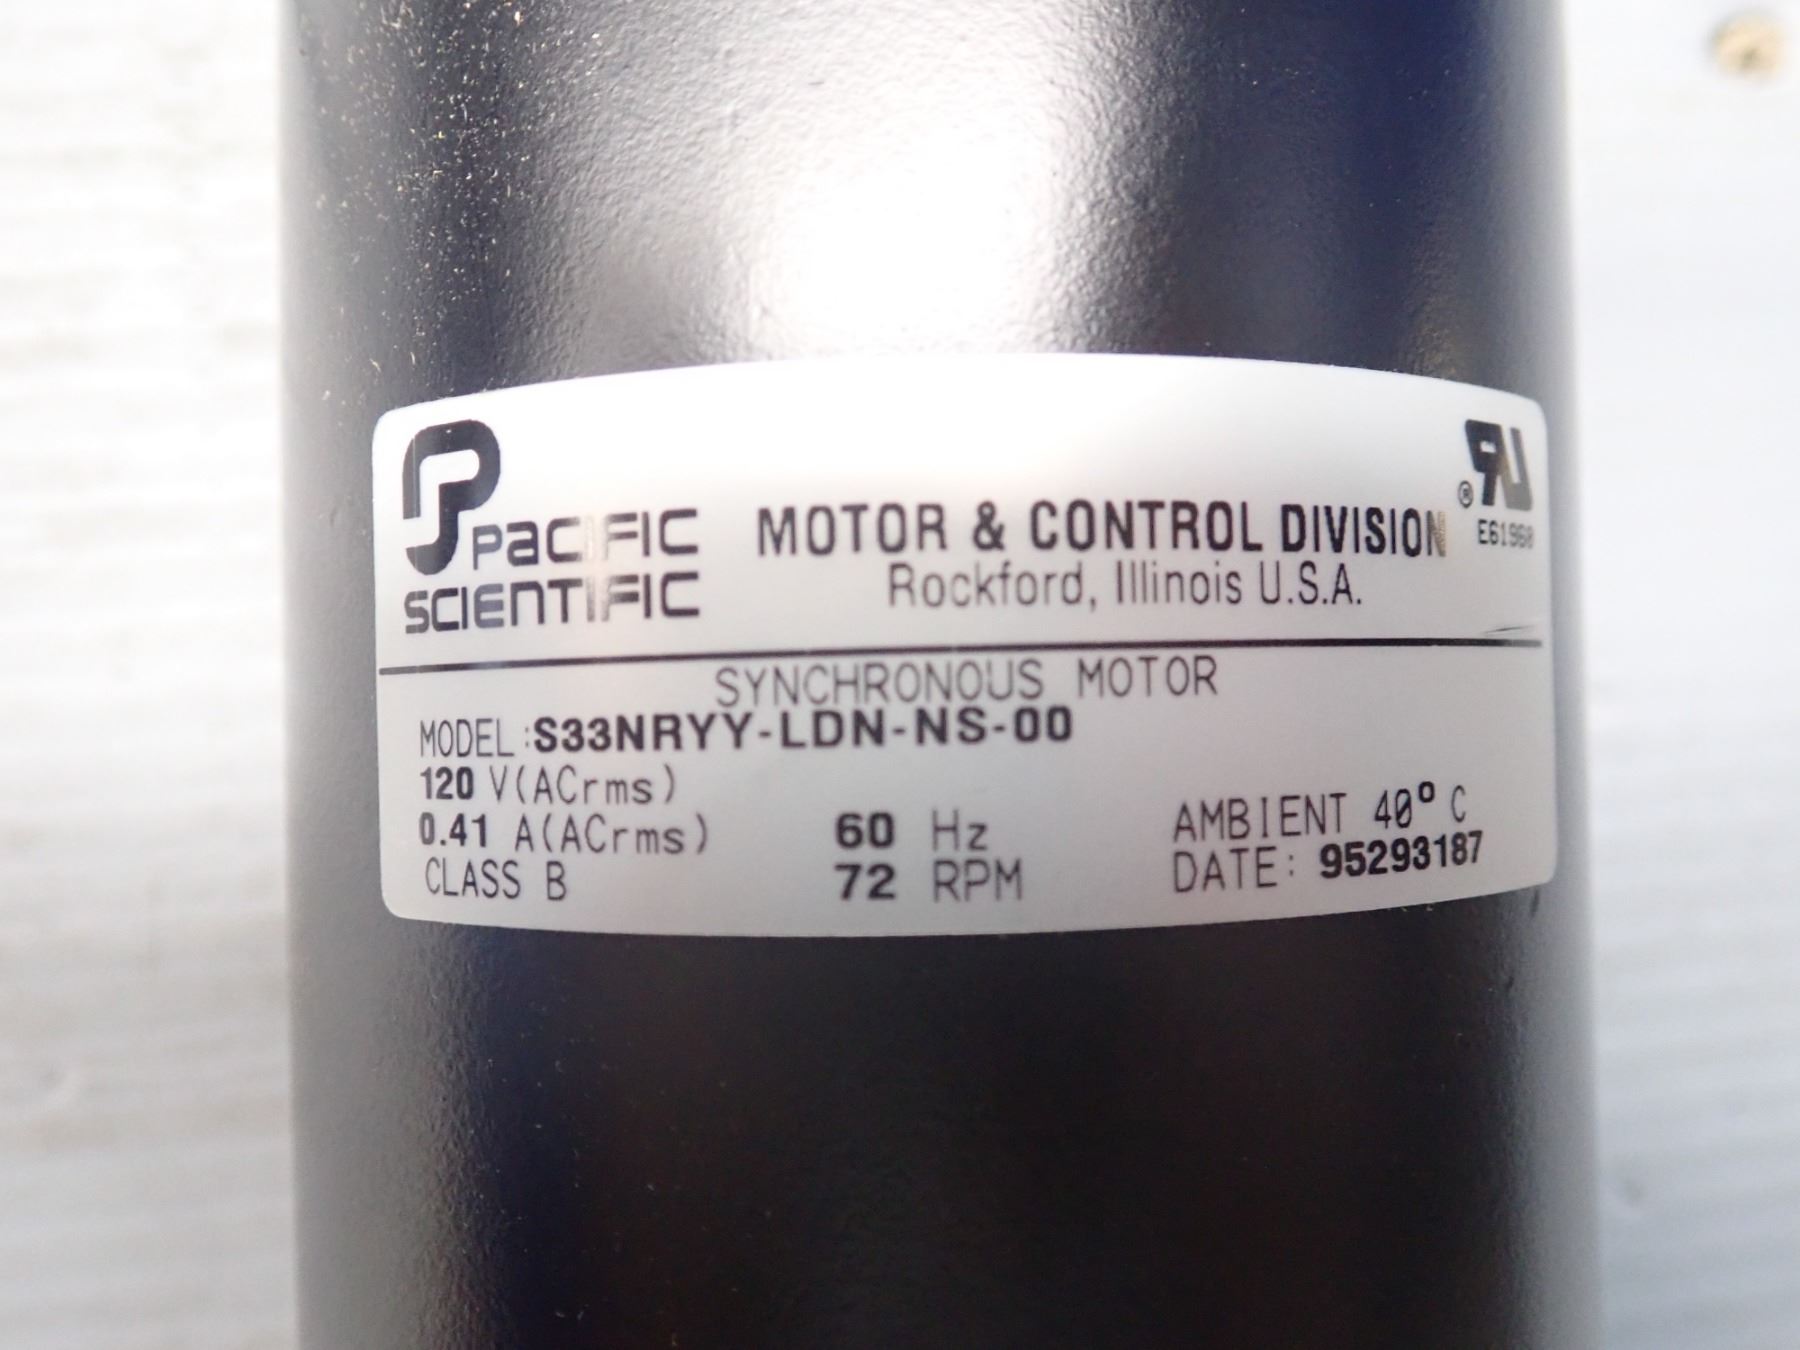 PACIFIC
SCIENTIFIC
MOTOR & CONTROL DIVISION
Rockford, Illinois U.S.A.
®
E61960
SYNCHRONOUS MOTOR
MODEL:S33NRYY-LDN-NS-00
120 V(ACrms)
0.41 A(ACrms) 60 Hz AMBIENT 40° C
CLASS B 72 RPM DATE: 95293187